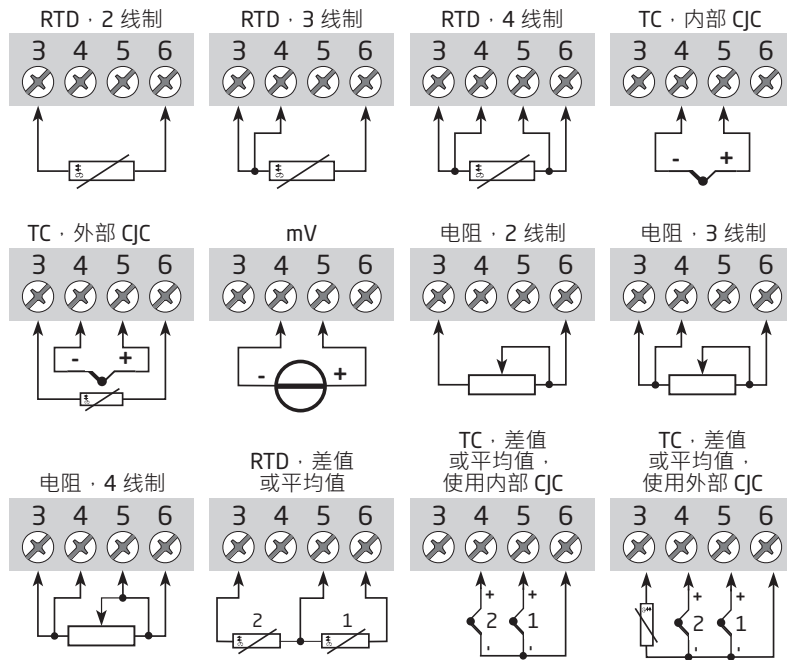 RTD · 2 线制
RTD · 3 线制
RTD · 4 线制
TC · 内部 CJC
3 4 5 6
3 4 5 6
3 4 5 6
3 4 5 6
- +
TC · 外部 CJC
mV
电阻 · 2 线制
电阻 · 3 线制
3 4 5 6
3 4 5 6
3 4 5 6
3 4 5 6
- +
- +
电阻 · 4 线制
RTD · 差值
或平均值
TC · 差值
或平均值 ·
使用内部 CJC
TC · 差值
或平均值 ·
使用外部 CJC
3 4 5 6
3 4 5 6
3 4 5 6
3 4 5 6
2 1
+ +
2 1
- -
+ +
2 1
- -